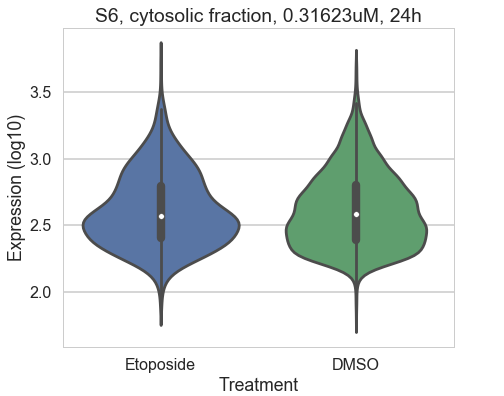 S6, cytosolic fraction, 0.31623uM, 24h
Expression (log10)
3.5
3.0
2.5
2.0
Etoposide
DMSO
Treatment